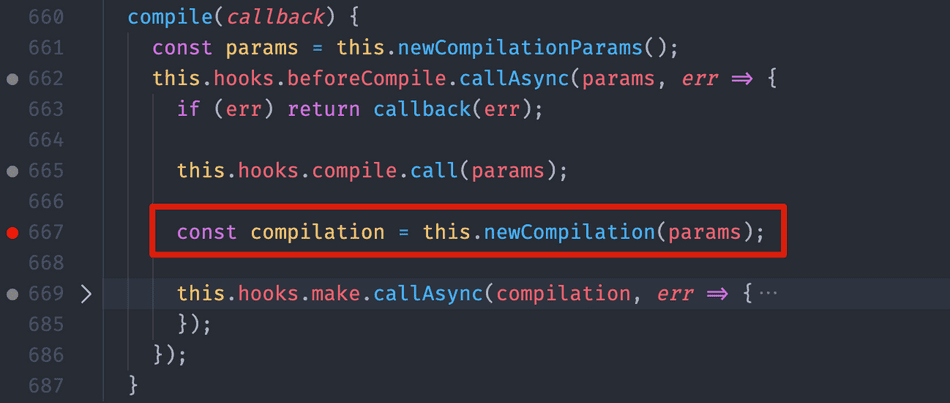 660 compile(callback) {
661 const params = this.newCompilationParams();
662 this.hooks.beforeCompile.callAsync(params, err => {
663 if (err) return callback(err);
664
665 this.hooks.compile.call(params);
666
667 const compilation = this.newCompilation(params);
668
669 this.hooks.make.callAsync(compilation, err => {…
685 });
686 });
687 }